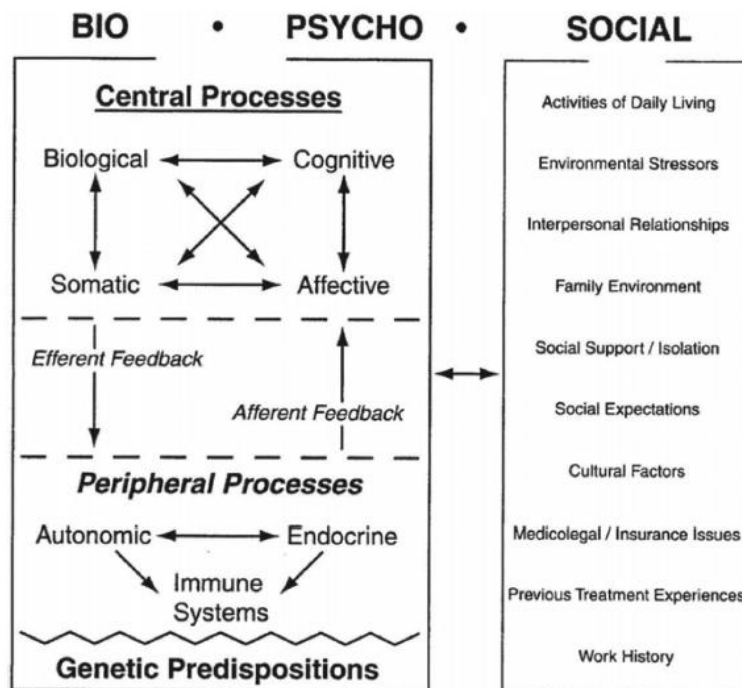 BIO • PSYCHO • SOCIAL
Central Processes
Biological Cognitive
Somatic Affective
Efferent Feedback
Afferent Feedback
Peripheral Processes
Autonomic Endocrine
Immune
Systems
Genetic Predispositions
Activities of Daily Living
Environmental Stressors
Interpersonal Relationships
Family Environment
Social Support / Isolation
Social Expectations
Cultural Factors
Medicolegal / Insurance Issues
Previous Treatment Experiences
Work History